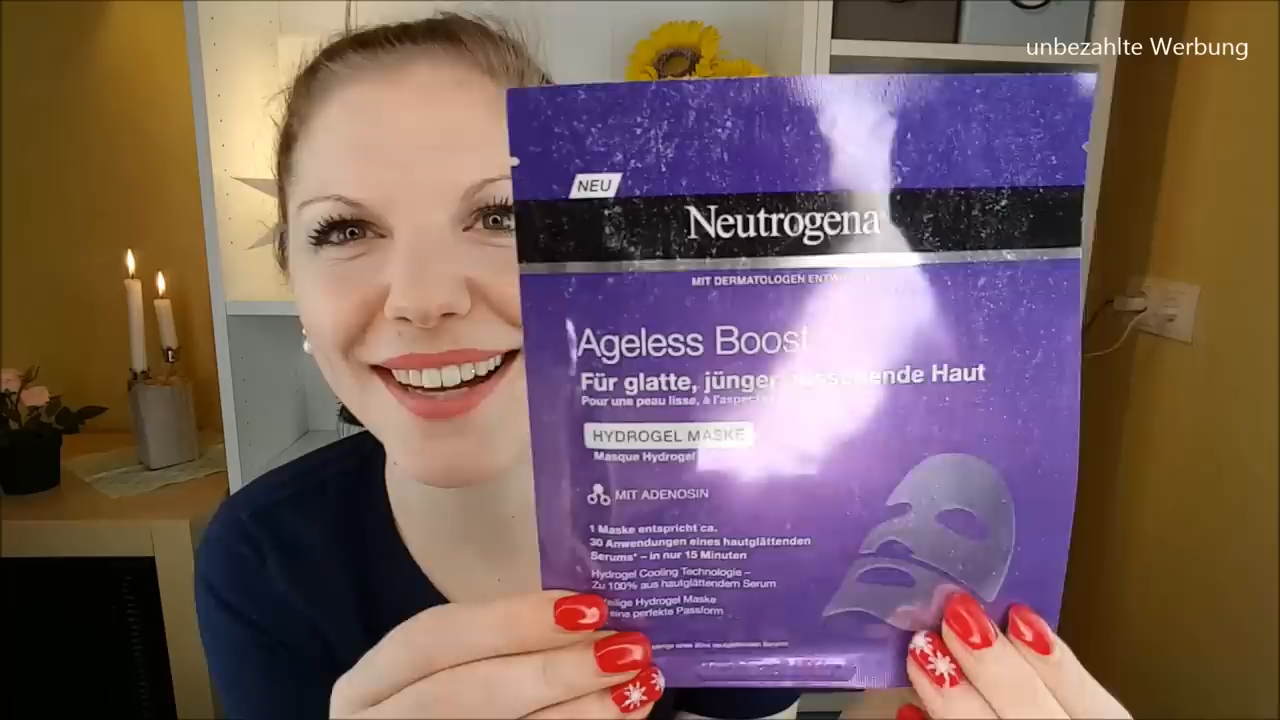 unbezahlte Werbung
NEU
Neutrogena
MIT DERMATOLOGEN
Ageless Boost
Für glatte, jünger Haut
Pour une peau lisse, à l'aspect
HYDROGEL MASKE
Masque Hydrogel
MIT ADENOSIN
1 Maske entspricht ca.
30 Anwendungen eines hautglättenden
Serums* – in nur 15 Minuten
Hydrogel Cooling Technologie –
Zu 100% aus hautglättendem Serum
Hydrogel Maske
eine perfekte Passform